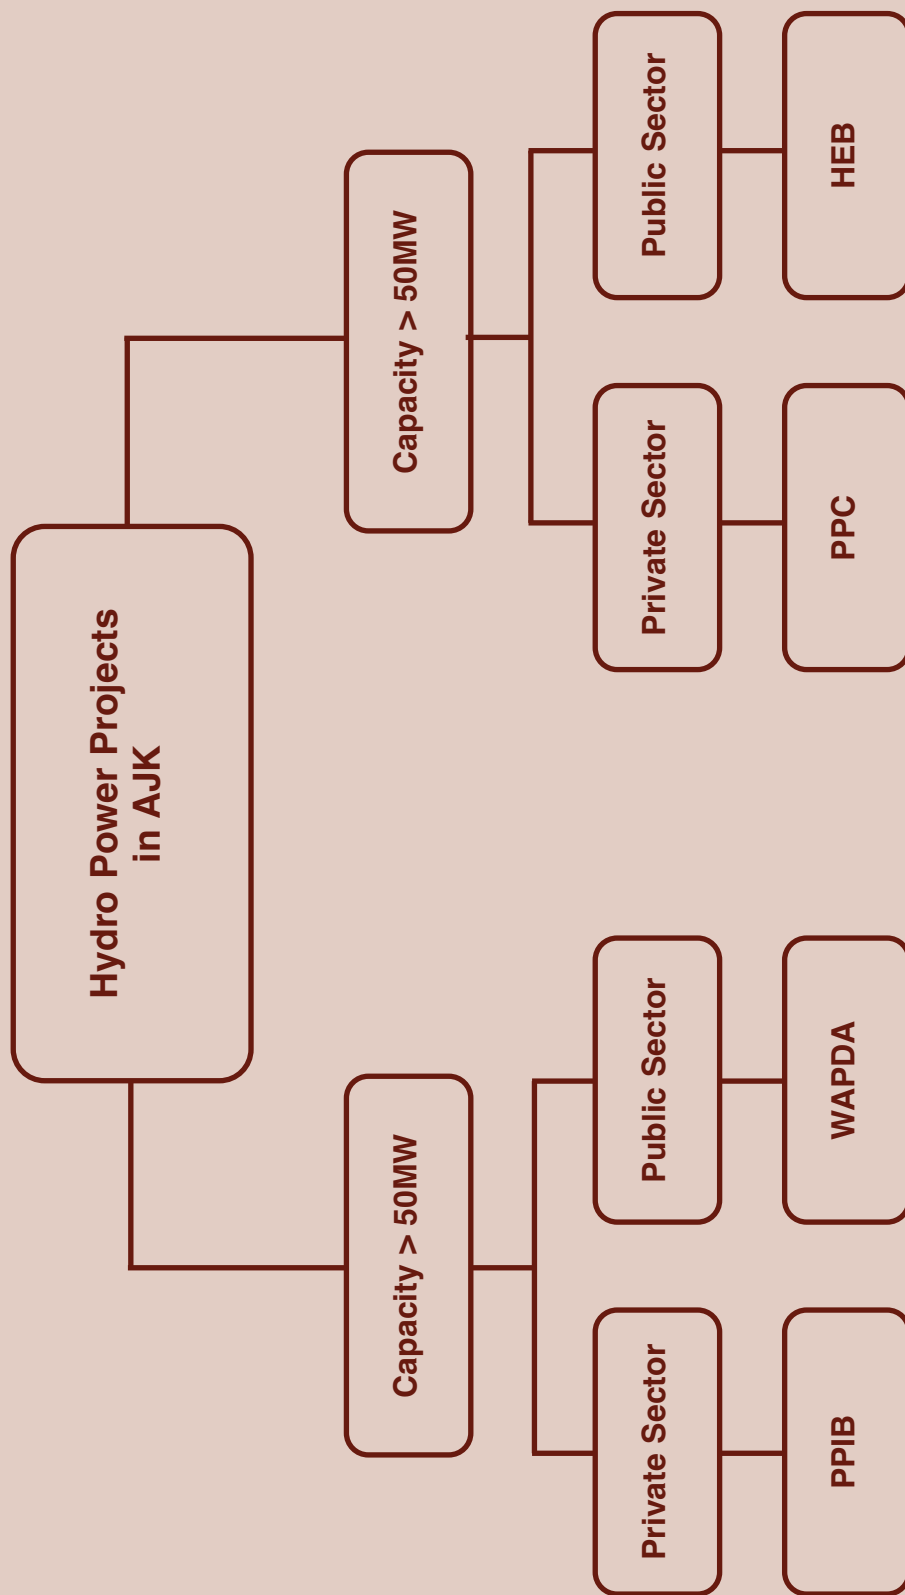 Hydro Power Projects
in AJK
Capacity > 50MW
Capacity > 50MW
Private Sector
Public Sector
Private Sector
Public Sector
PPIB
WAPDA
PPC
HEB